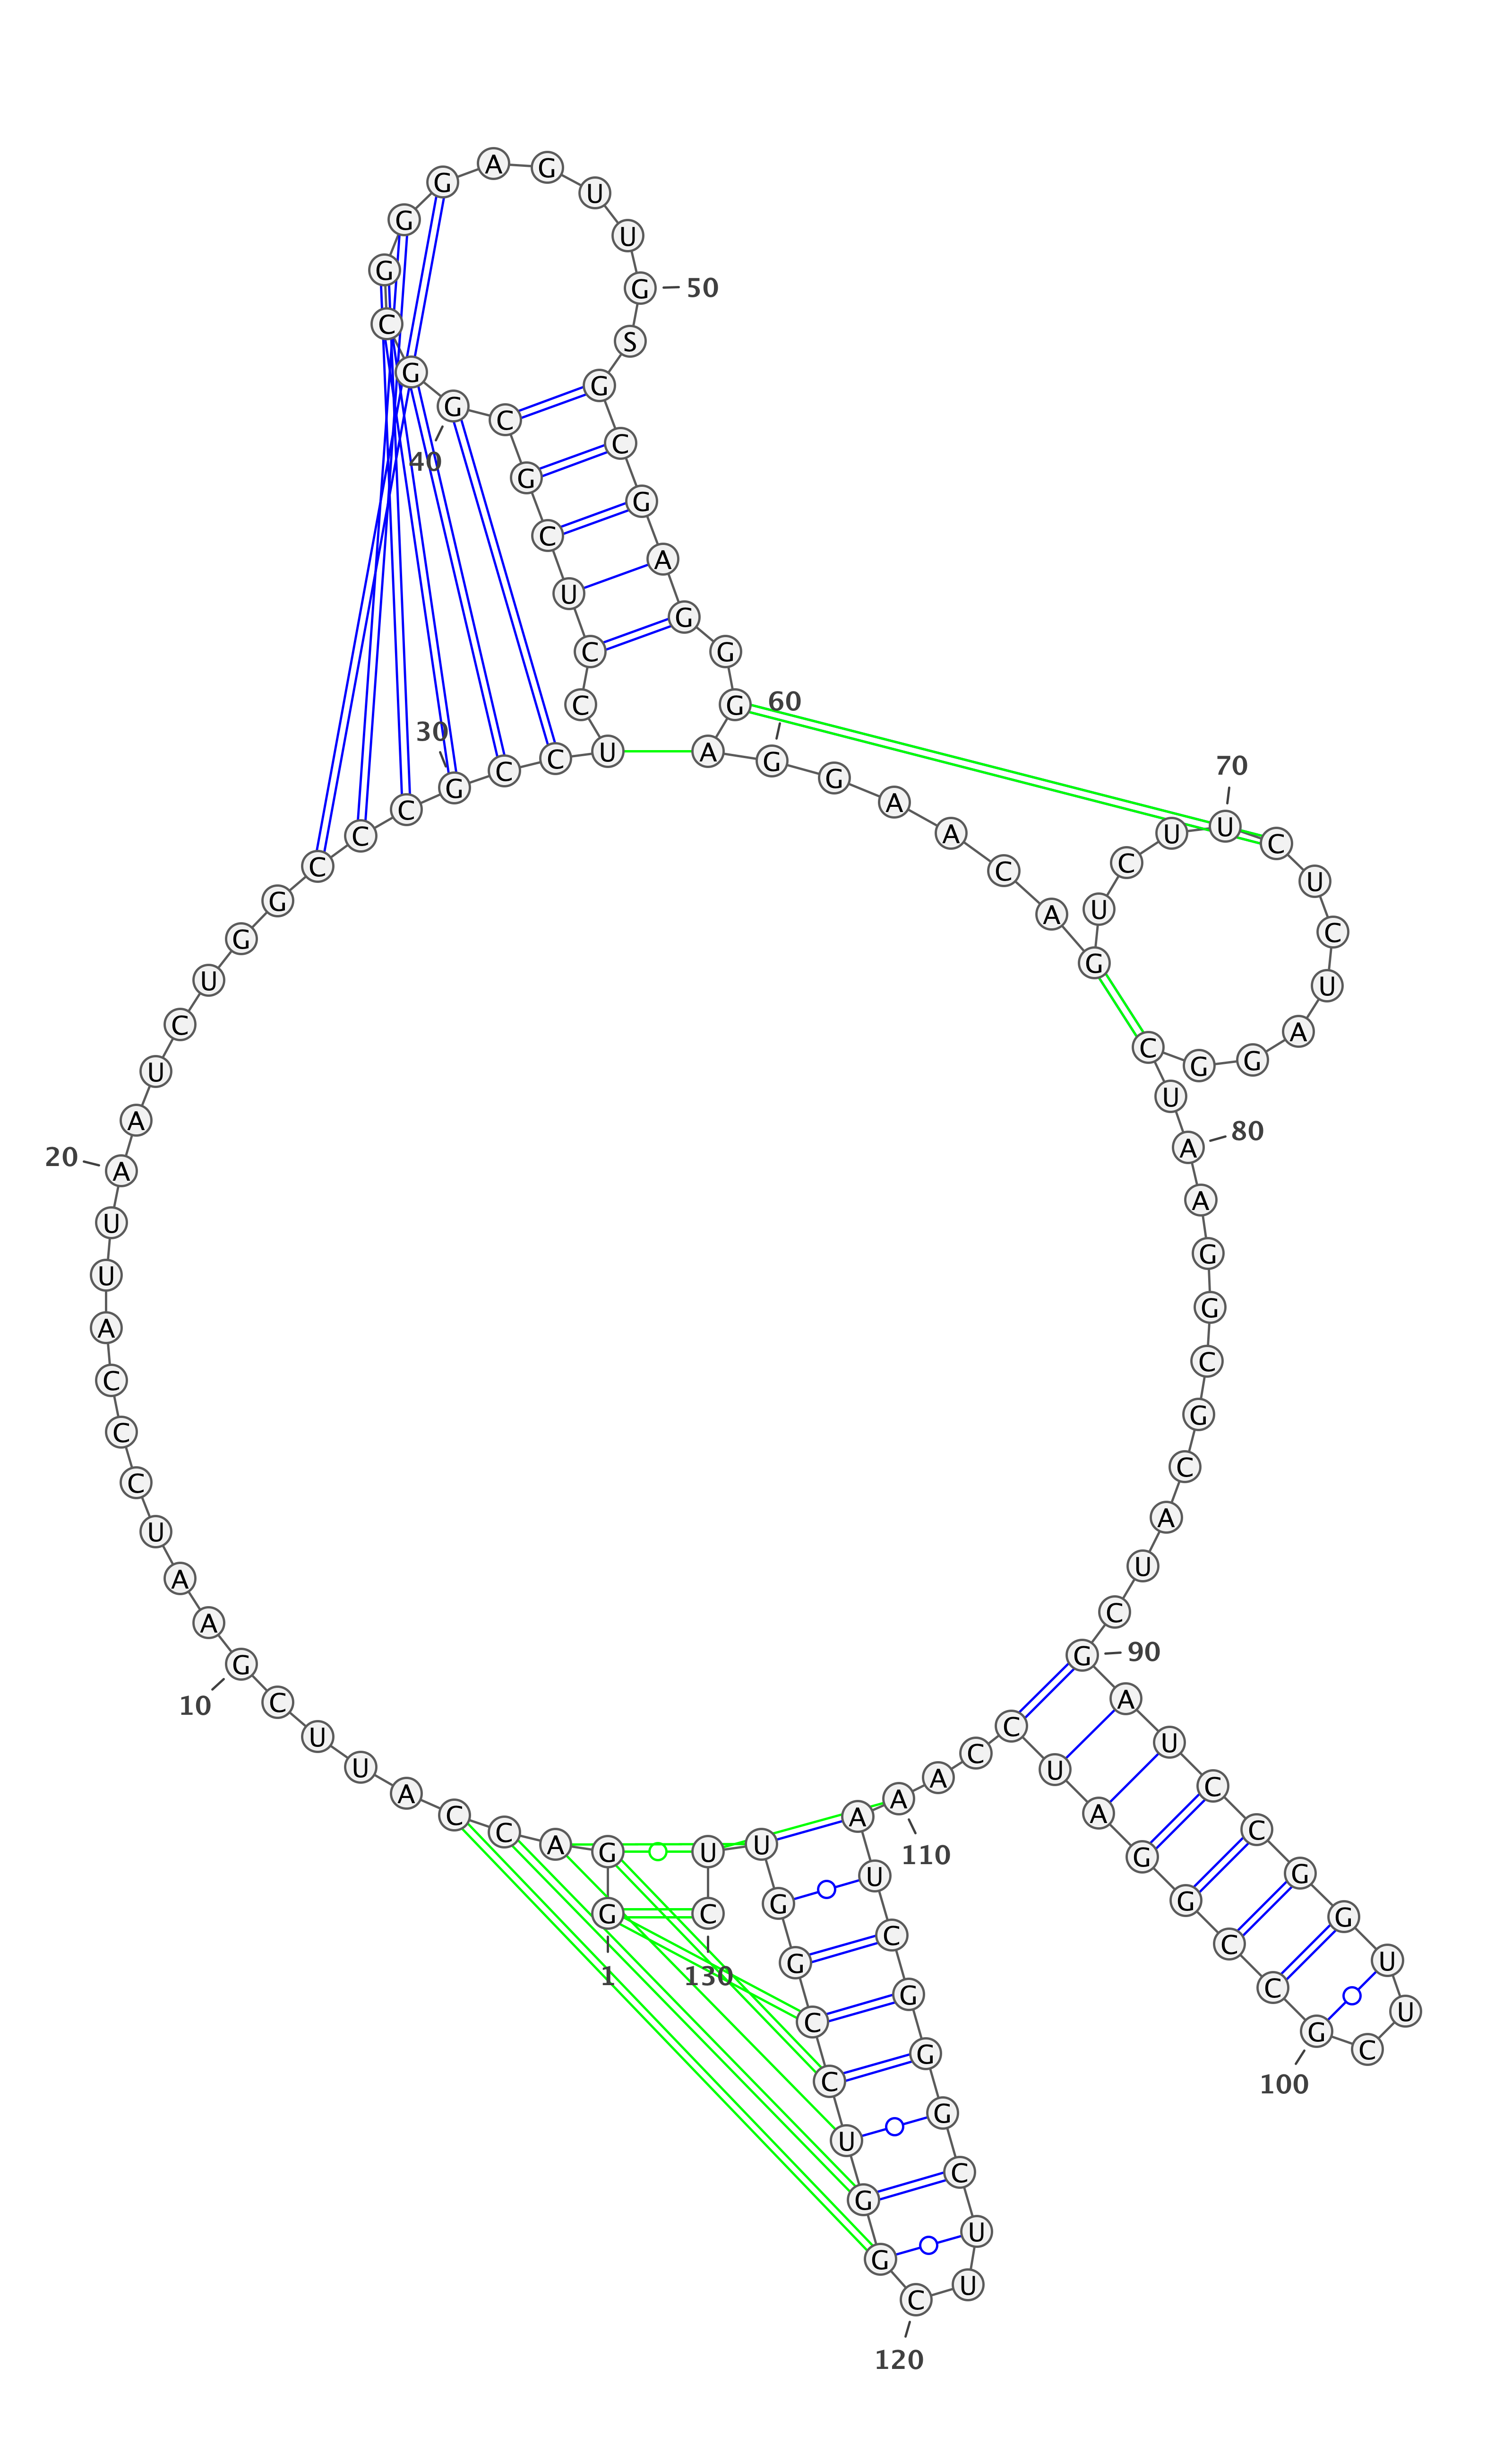 G 1
G A C C A U U C
G 10
A A U C C C A U U
A 20
A U C U G G C C C
G 30
C C U C C U C G C
G 40
G C G G G A G U U
G 50
S G C G A G G G A
G 60
G A A C A G U C U
U 70
C U C U A G G C U
A 80
A G G C G C A U C
G 90
A U C C G G U U C
G 100
C C G G A U C C A
A 110
A U C G G G C U U
C 120
G G U C C G G U U
C 130